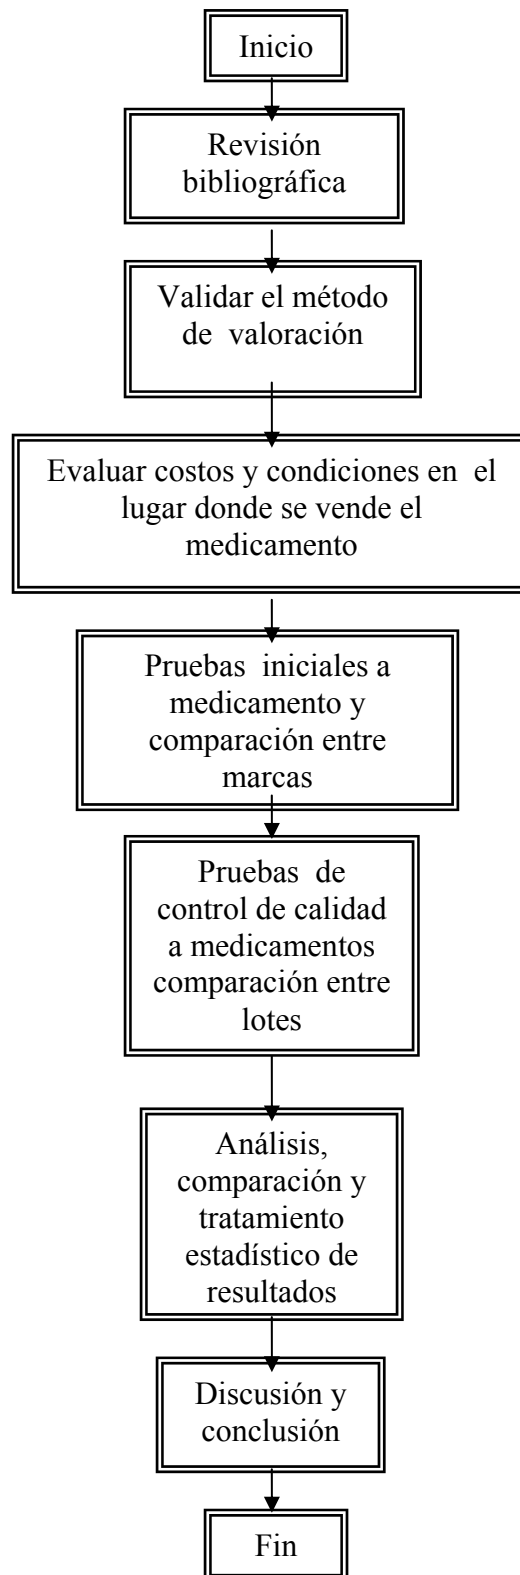 Inicio
Revisión
bibliográfica
Validar el método
de valoración
Evaluar costos y condiciones en el
lugar donde se vende el
medicamento
Pruebas iniciales a
medicamento y
comparación entre
marcas
Pruebas de
control de calidad
a medicamentos
comparación entre
lotes
Análisis,
comparación y
tratamiento
estadístico de
resultados
Discusión y
conclusión
Fin